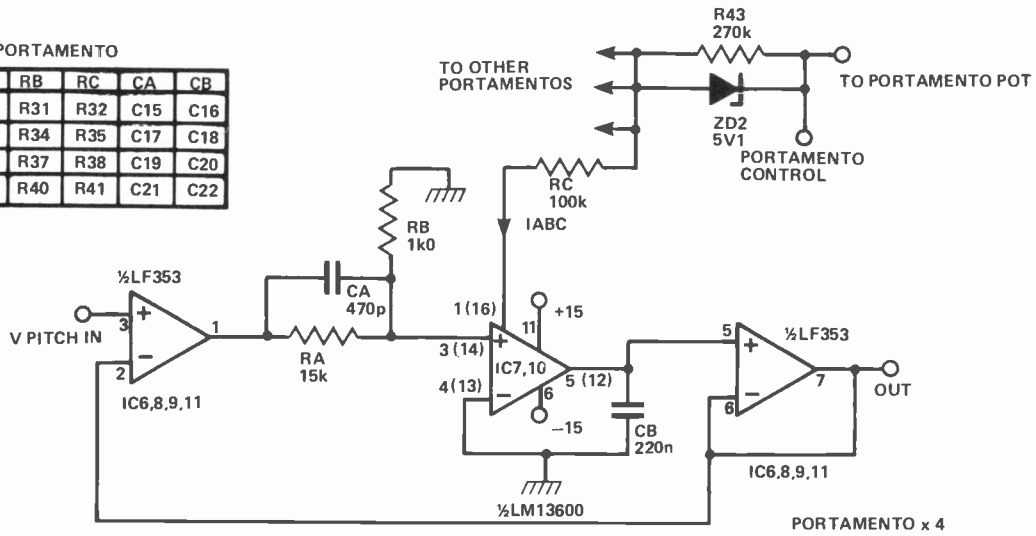 PORTAMENTO
RB RC CA CB
R31 R32 C15 C16
R34 R35 C17 C18
R37 R38 C19 C20
R40 R41 C21 C22
R43
270k
TO OTHER
PORTAMENTOS
TO PORTAMENTO POT
ZD2
5V1
PORTAMENTO
CONTROL
RC
100k
IABC
RB
1k0
½LF353
CA
470p
V PITCH IN
3
+
1
−
2
RA
15k
IC6,8,9,11
1 (16)
+15
11
3 (14)
+
IC7,10
5 (12)
4 (13)
−
6
−15
CB
220n
½LM13600
½LF353
5
+
7
−
6
OUT
IC6,8,9,11
PORTAMENTO x 4